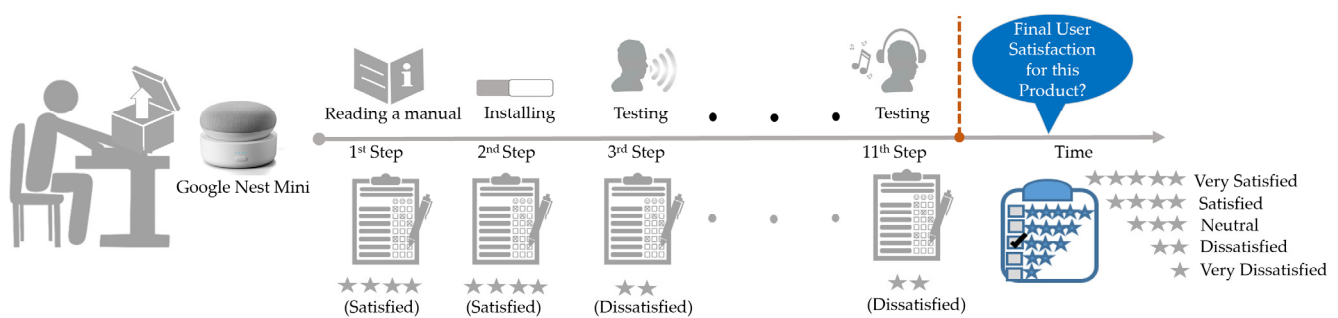 Final User
Satisfaction
for this
Product?
Reading a manual
Installing
Testing
Testing
1st Step
2nd Step
3rd Step
11th Step
Time
Google Nest Mini
Very Satisfied
Satisfied
Neutral
Dissatisfied
Very Dissatisfied
(Satisfied)
(Satisfied)
(Dissatisfied)
(Dissatisfied)